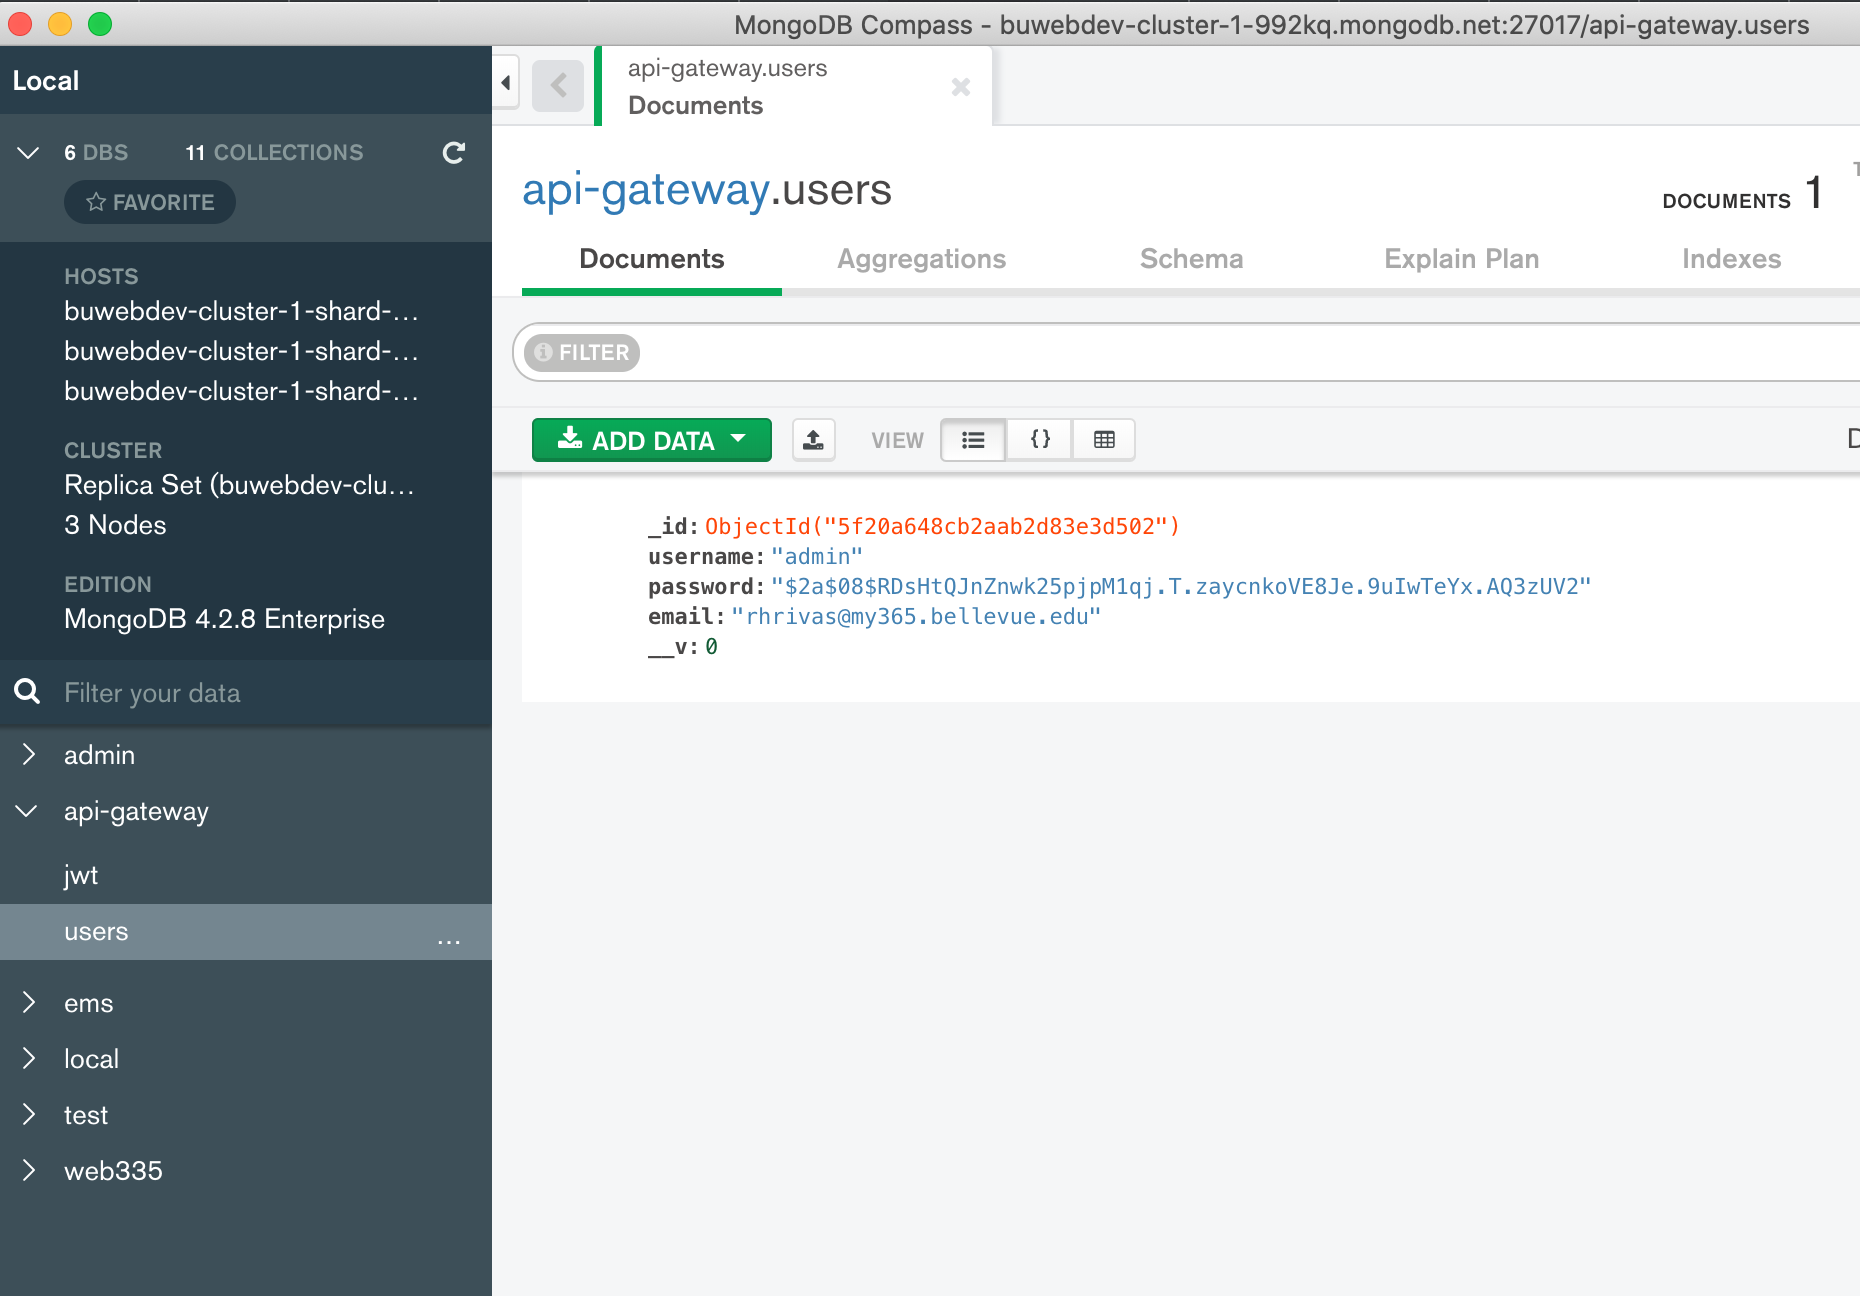 MongoDB Compass - buwebdev-cluster-1-992kq.mongodb.net:27017/api-gateway.users
Local
6 DBS 11 COLLECTIONS
FAVORITE
HOSTS
buwebdev-cluster-1-shard-...
buwebdev-cluster-1-shard-...
buwebdev-cluster-1-shard-...
CLUSTER
Replica Set (buwebdev-clu...
3 Nodes
EDITION
MongoDB 4.2.8 Enterprise
Filter your data
admin
api-gateway
jwt
users ...
ems
local
test
web335
api-gateway.users
Documents
api-gateway.users
DOCUMENTS 1
Documents Aggregations Schema Explain Plan Indexes
FILTER
ADD DATA VIEW {}
_id: ObjectId("5f20a648cb2aab2d83e3d502")
username: "admin"
password: "$2a$08$RDsHtQJnZnwk25pjpM1qj.T.zaycnkoVE8Je.9uIwTeYx.AQ3zUV2"
email: "rhrivas@my365.bellevue.edu"
__v: 0